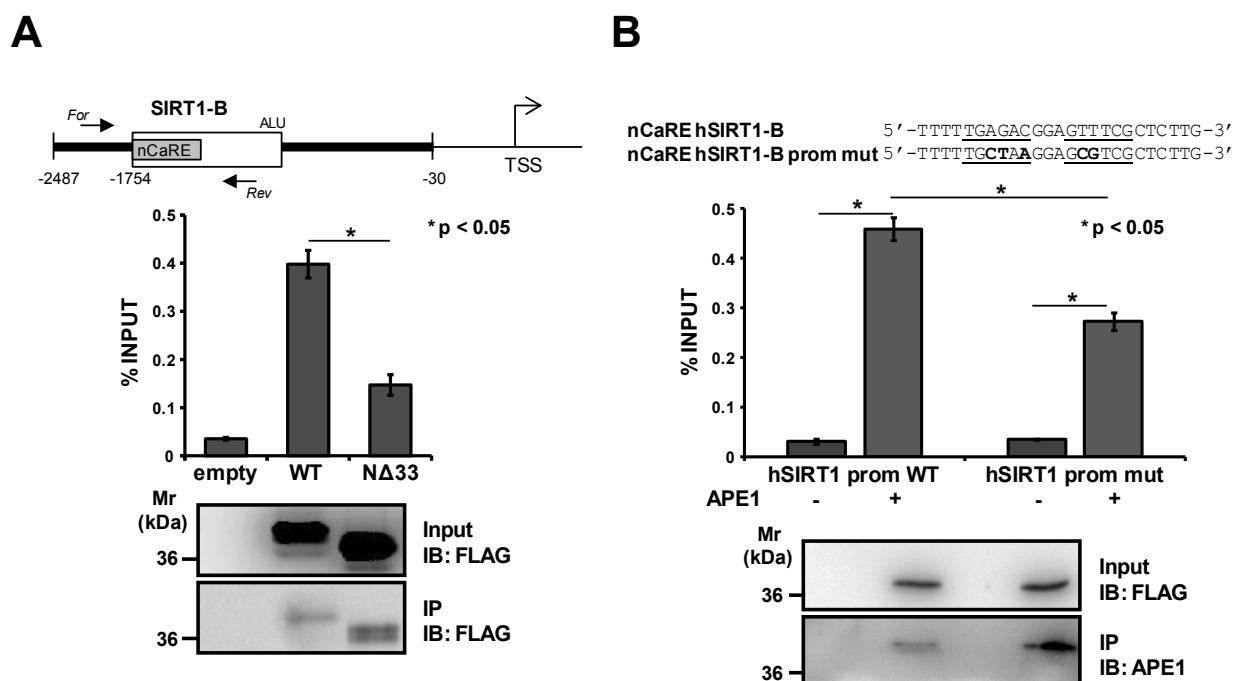 A
For
SIRT1-B
ALU
nCaRE
-2487
-1754
Rev
-30
TSS
* p < 0.05
*
% INPUT
0.5
0.4
0.3
0.2
0.1
0
empty WT NΔ33
Mr
(kDa)
36
Input
IB: FLAG
36
IP
IB: FLAG
B
nCaRE hSIRT1-B 5’-TTTTTGAGACGGAGTTTCGCTCTTG-3’
nCaRE hSIRT1-B prom mut 5’-TTTTTGCTAAGGAGCGTCGCTCTTG-3’
*
*
* p < 0.05
*
% INPUT
0.5
0.4
0.3
0.2
0.1
0
hSIRT1 prom WT hSIRT1 prom mut
APE1 - + - +
Mr
(kDa)
36
Input
IB: FLAG
36
IP
IB: APE1